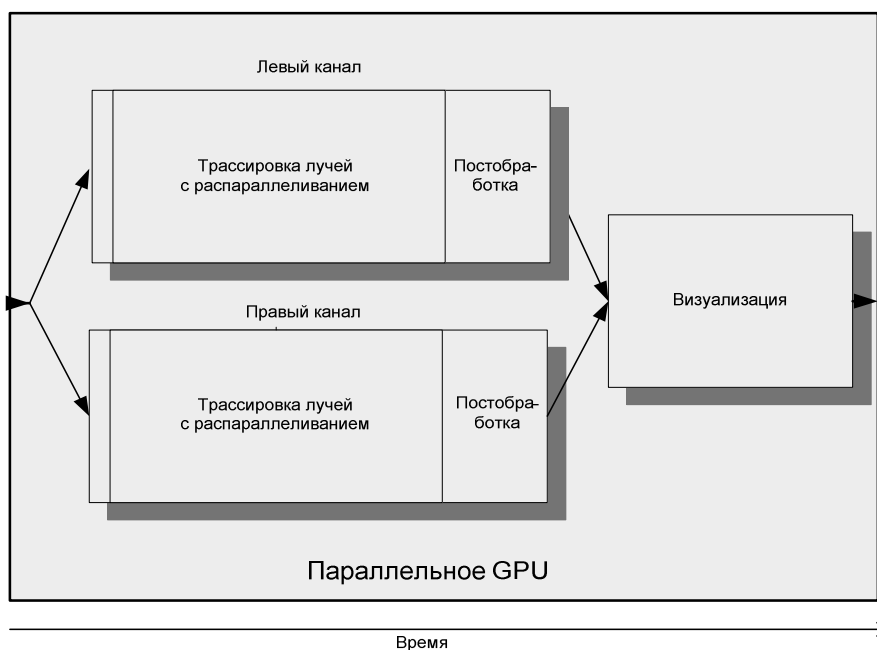 Левый канал
Трассировка лучей
с распараллеливанием
Постобра-
ботка
Визуализация
Правый канал
Трассировка лучей
с распараллеливанием
Постобра-
ботка
Параллельное GPU
Время